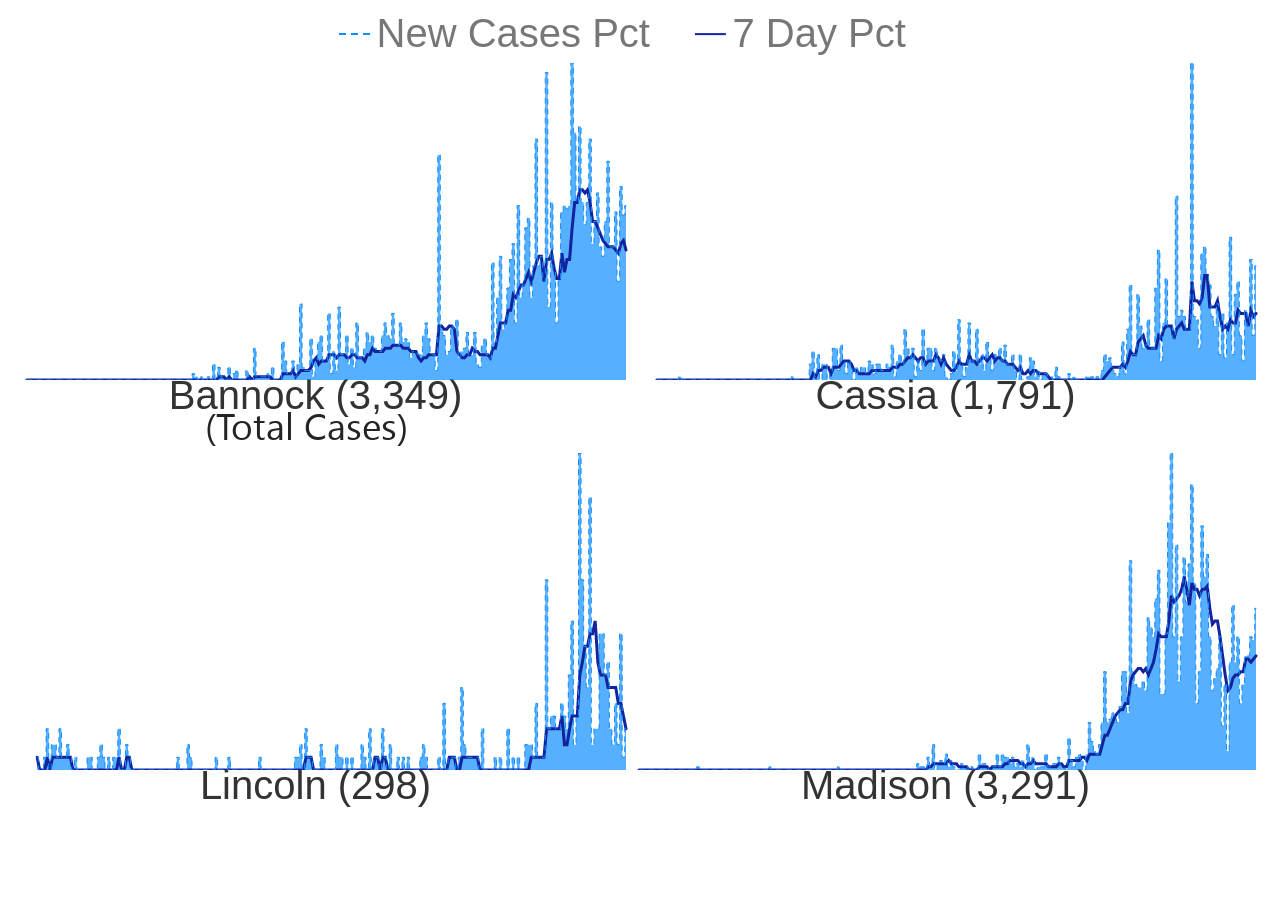 New Cases Pct 7 Day Pct
Bannock (3,349)
(Total Cases)
Cassia (1,791)
Lincoln (298)
Madison (3,291)